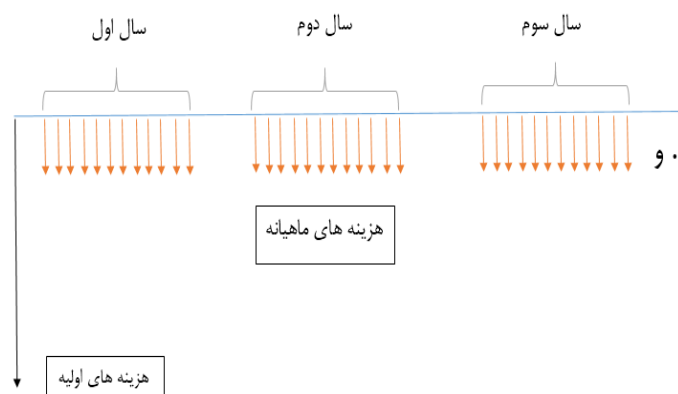 سال اول
سال دوم
سال سوم
و .
هزینه های ماهیانه
هزینه های اولیه